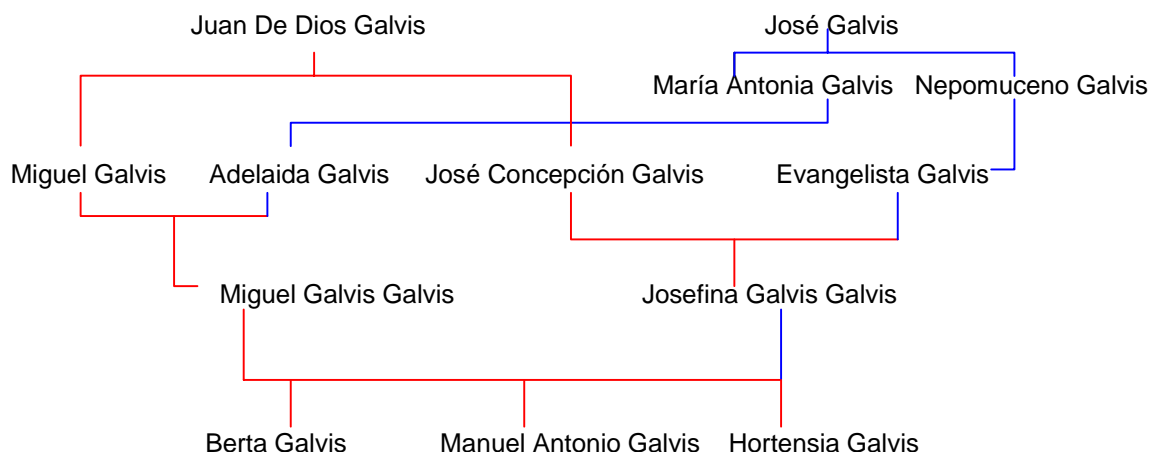 Juan De Dios Galvis José Galvis
María Antonia Galvis Nepomuceno Galvis
Miguel Galvis Adelaida Galvis José Concepción Galvis Evangelista Galvis
Miguel Galvis Galvis Josefina Galvis Galvis
Berta Galvis Manuel Antonio Galvis Hortensia Galvis